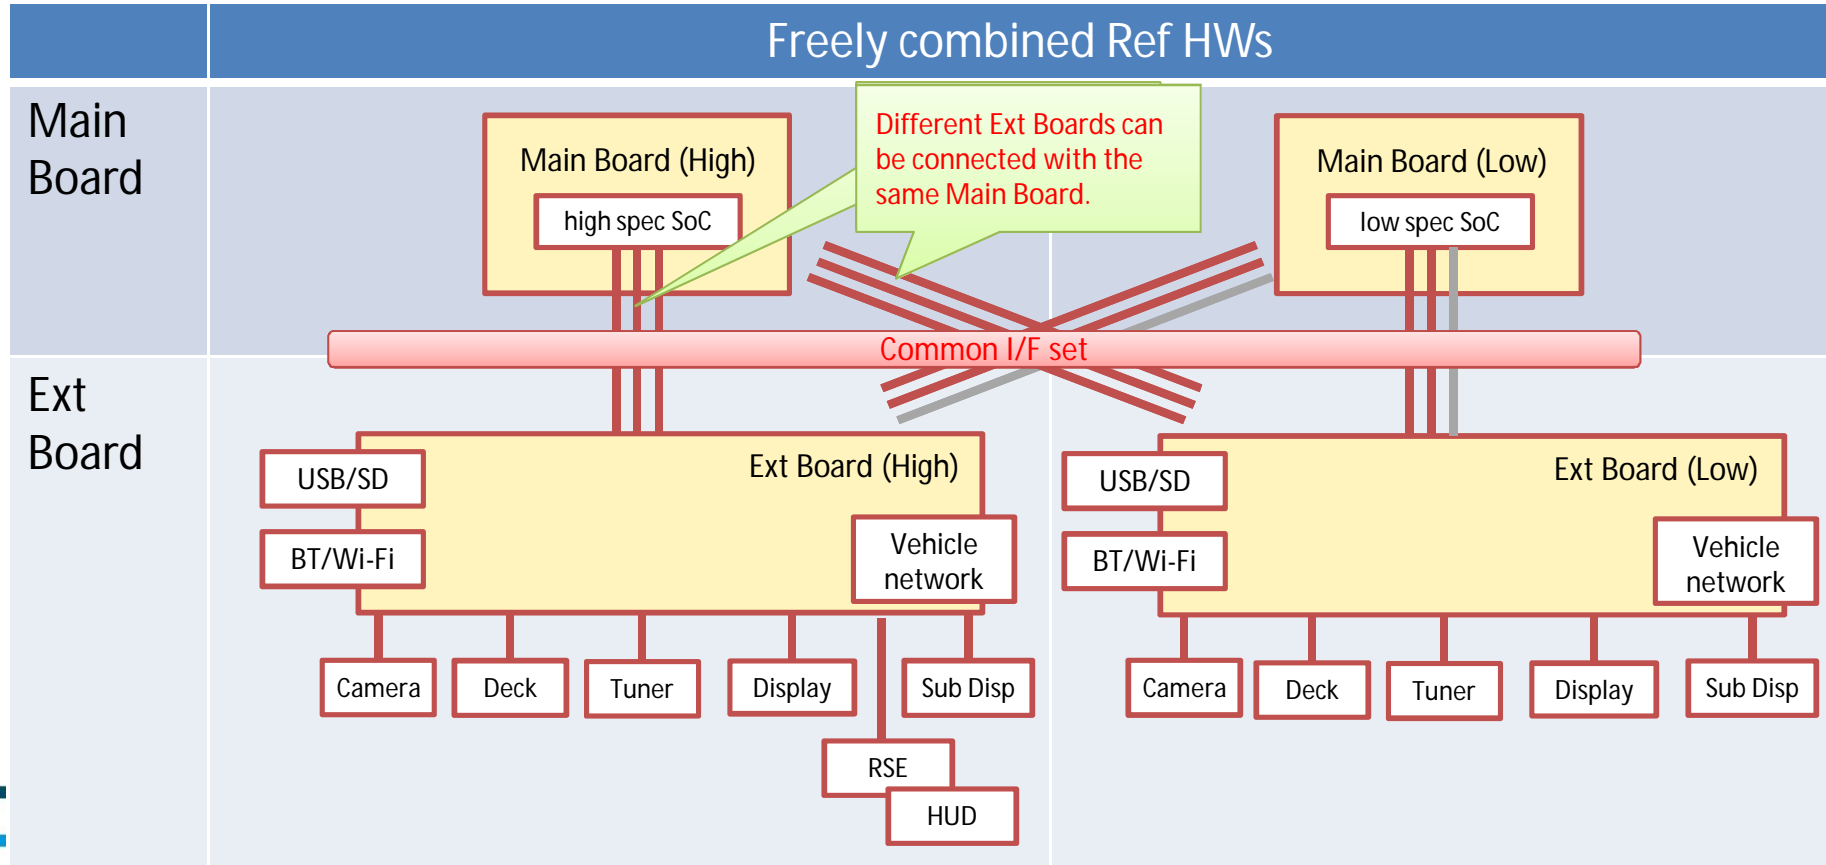 Freely combined Ref HWs
Main
Board
Main Board (High)
high spec SoC
Different Ext Boards can
be connected with the
same Main Board.
Main Board (Low)
low spec SoC
Common I/F set
Ext
Board
Ext Board (High)
USB/SD
BT/Wi-Fi
Vehicle
network
Camera
Deck
Tuner
Display
Sub Disp
RSE
HUD
Ext Board (Low)
USB/SD
BT/Wi-Fi
Vehicle
network
Camera
Deck
Tuner
Display
Sub Disp